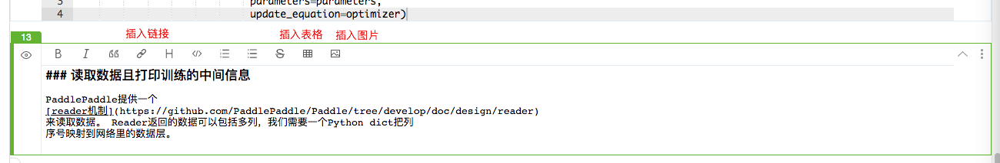 3 parameters=parameters,
4 update_equation=optimizer)
插入链接 插入表格 插入图片
13
B I 66 H </> S
### 读取数据且打印训练的中间信息
PaddlePaddle提供一个
[reader机制](https://github.com/PaddlePaddle/Paddle/tree/develop/doc/design/reader)
来读取数据。 Reader返回的数据可以包括多列，我们需要一个Python dict把列
序号映射到网络里的数据层。